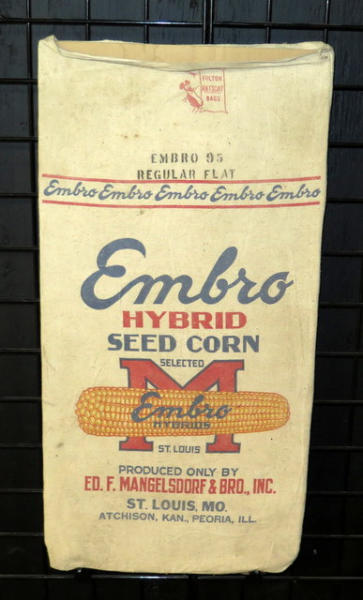 FULTON
BAGS
EMBRO 95
REGULAR FLAT
Embro Embro Embro Embro Embro
Embro
HYBRID
SEED CORN
SELECTED
M
Embro
HYBRIDS
ST. LOUIS
PRODUCED ONLY BY
ED. F. MANGELSDORF & BRO., INC.
ST. LOUIS, MO.
ATCHISON, KAN., PEORIA, ILL.